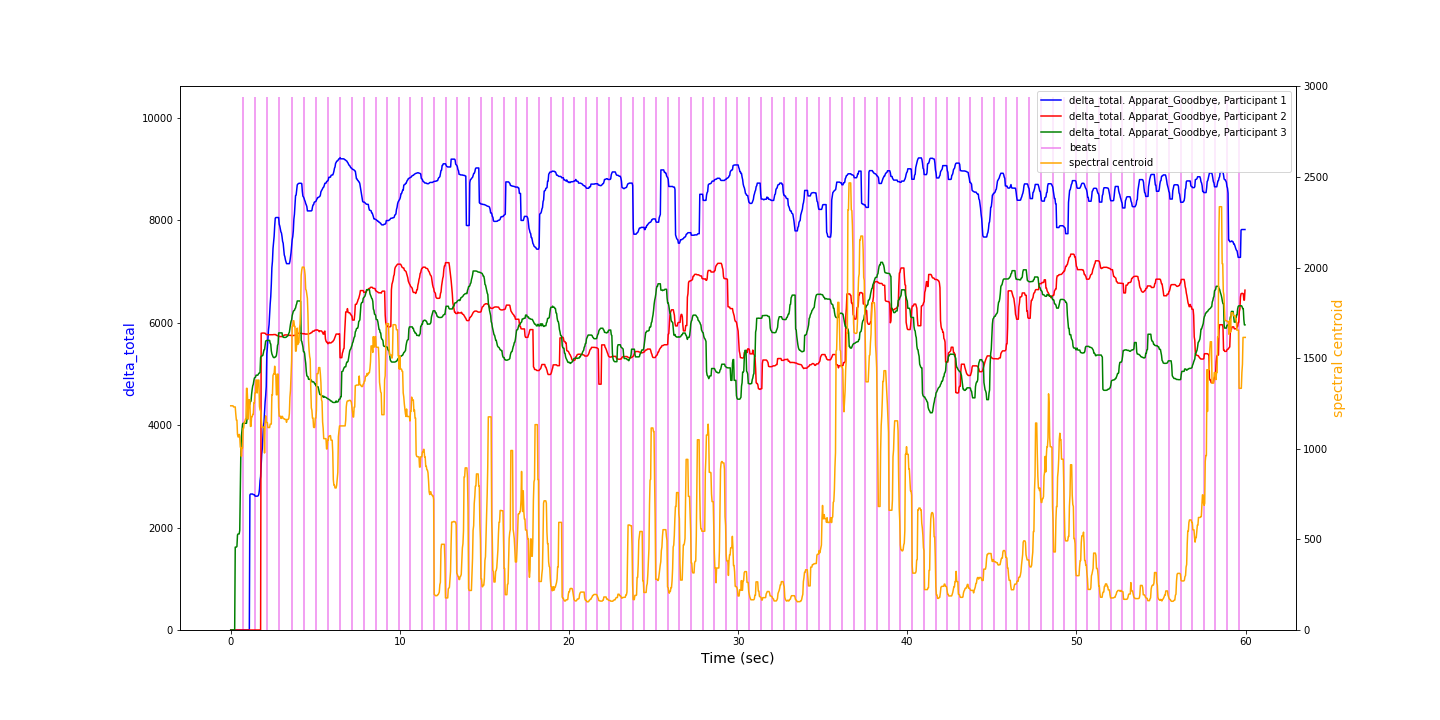 delta_total. Apparat_Goodbye, Participant 1
delta_total. Apparat_Goodbye, Participant 2
delta_total. Apparat_Goodbye, Participant 3
beats
spectral centroid
delta_total
10000
8000
6000
4000
2000
0
3000
2500
2000
1500
1000
500
0
spectral centroid
0 10 20 30 40 50 60
Time (sec)